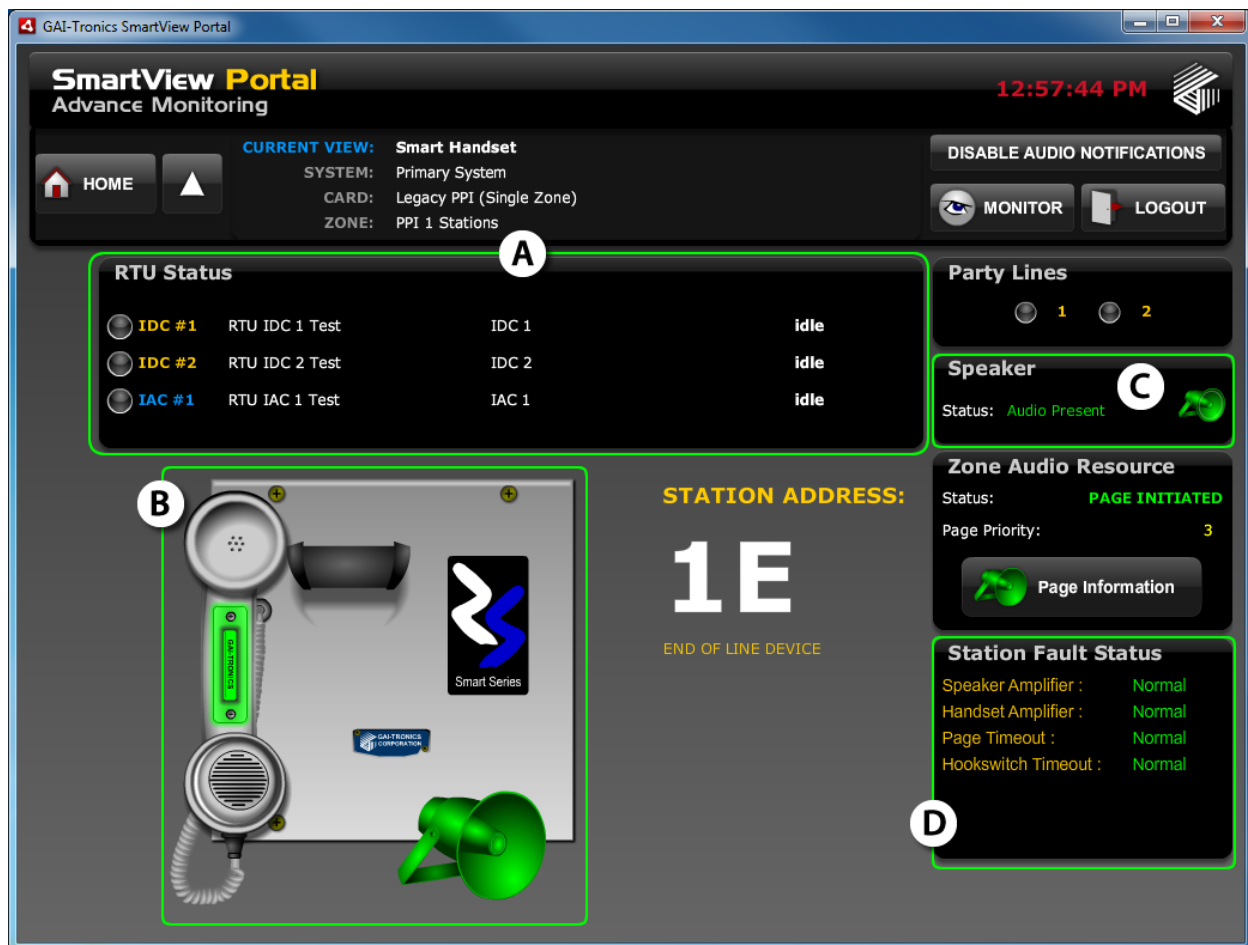 GAI-Tronics SmartView Portal
SmartView Portal
Advance Monitoring
12:57:44 PM
HOME
CURRENT VIEW: Smart Handset
SYSTEM: Primary System
CARD: Legacy PPI (Single Zone)
ZONE: PPI 1 Stations
DISABLE AUDIO NOTIFICATIONS
MONITOR
LOGOUT
A
RTU Status
IDC #1 RTU IDC 1 Test IDC 1 idle
IDC #2 RTU IDC 2 Test IDC 2 idle
IAC #1 RTU IAC 1 Test IAC 1 idle
Party Lines
1 2
Speaker
C
Status: Audio Present
B
GAI-TRONICS
Smart Series
GAI-TRONICS
CORPORATION
STATION ADDRESS:
1E
END OF LINE DEVICE
Zone Audio Resource
Status: PAGE INITIATED
Page Priority: 3
Page Information
Station Fault Status
Speaker Amplifier : Normal
Handset Amplifier : Normal
Page Timeout : Normal
Hookswitch Timeout : Normal
D